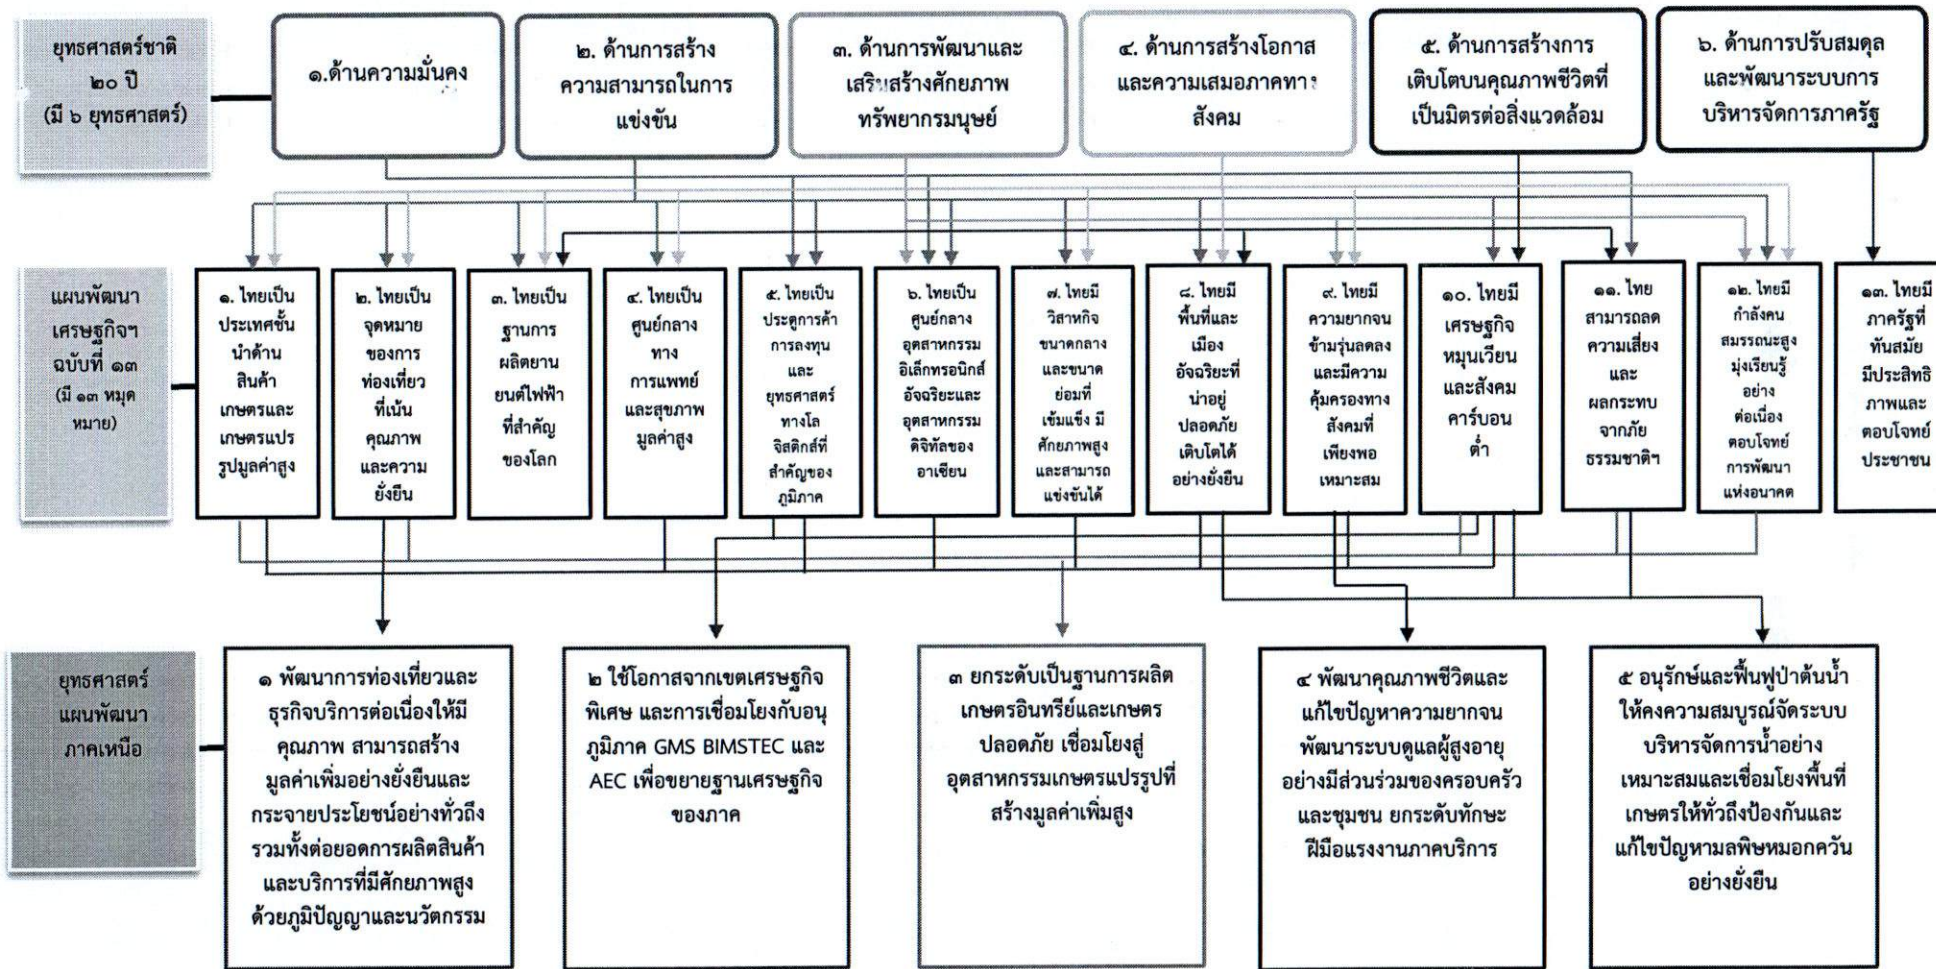 ยุทธศาสตร์ชาติ
๒๐ ปี
(มี ๖ ยุทธศาสตร์)
๑.ด้านความมั่นคง
๒. ด้านการสร้าง
ความสามารถในการ
แข่งขัน
๓. ด้านการพัฒนาและ
เสริมสร้างศักยภาพ
ทรัพยากรมนุษย์
๔. ด้านการสร้างโอกาส
และความเสมอภาคทาง
สังคม
๕. ด้านการสร้างการ
เติบโตบนคุณภาพชีวิตที่
เป็นมิตรต่อสิ่งแวดล้อม
๖. ด้านการปรับสมดุล
และพัฒนาระบบการ
บริหารจัดการภาครัฐ
แผนพัฒนา
เศรษฐกิจฯ
ฉบับที่ ๑๓
(มี ๑๓ หมุด
หมาย)
๑. ไทยเป็น
ประเทศชั้น
นำด้าน
สินค้า
เกษตรและ
เกษตรแปร
รูปมูลค่าสูง
๒. ไทยเป็น
จุดหมาย
ของการ
ท่องเที่ยว
ที่เน้น
คุณภาพ
และความ
ยั่งยืน
๓. ไทยเป็น
ฐานการ
ผลิตยาน
ยนต์ไฟฟ้า
ที่สำคัญ
ของโลก
๔. ไทยเป็น
ศูนย์กลาง
ทาง
การแพทย์
และสุขภาพ
มูลค่าสูง
๕. ไทยเป็น
ประตูการค้า
การลงทุน
และ
ยุทธศาสตร์
ทางโล
จิสติกส์ที่
สำคัญของ
ภูมิภาค
๖. ไทยเป็น
ศูนย์กลาง
อุตสาหกรรม
อิเล็กทรอนิกส์
อัจฉริยะและ
อุตสาหกรรม
ดิจิทัลของ
อาเซียน
๗. ไทยมี
วิสาหกิจ
ขนาดกลาง
และขนาด
ย่อมที่
เข้มแข็ง มี
ศักยภาพสูง
และสามารถ
แข่งขันได้
๘. ไทยมี
พื้นที่และ
เมือง
อัจฉริยะที่
น่าอยู่
ปลอดภัย
เติบโตได้
อย่างยั่งยืน
๙. ไทยมี
ความยากจน
ข้ามรุ่นลดลง
และมีความ
คุ้มครองทาง
สังคมที่
เพียงพอ
เหมาะสม
๑๐. ไทยมี
เศรษฐกิจ
หมุนเวียน
และสังคม
คาร์บอน
ต่ำ
๑๑. ไทย
สามารถลด
ความเสี่ยง
และ
ผลกระทบ
จากภัย
ธรรมชาติฯ
๑๒. ไทยมี
กำลังคน
สมรรถนะสูง
มุ่งเรียนรู้
อย่าง
ต่อเนื่อง
ตอบโจทย์
การพัฒนา
แห่งอนาคต
๑๓. ไทยมี
ภาครัฐที่
ทันสมัย
มีประสิทธิ
ภาพและ
ตอบโจทย์
ประชาชน
ยุทธศาสตร์
แผนพัฒนา
ภาคเหนือ
๑ พัฒนาการท่องเที่ยวและ
ธุรกิจบริการต่อเนื่องให้มี
คุณภาพ สามารถสร้าง
มูลค่าเพิ่มอย่างยั่งยืนและ
กระจายประโยชน์อย่างทั่วถึง
รวมทั้งต่อยอดการผลิตสินค้า
และบริการที่มีศักยภาพสูง
ด้วยภูมิปัญญาและนวัตกรรม
๒ ใช้โอกาสจากเขตเศรษฐกิจ
พิเศษ และการเชื่อมโยงกับอนุ
ภูมิภาค GMS BIMSTEC และ
AEC เพื่อขยายฐานเศรษฐกิจ
ของภาค
๓ ยกระดับเป็นฐานการผลิต
เกษตรอินทรีย์และเกษตร
ปลอดภัย เชื่อมโยงสู่
อุตสาหกรรมเกษตรแปรรูปที่
สร้างมูลค่าเพิ่มสูง
๔ พัฒนาคุณภาพชีวิตและ
แก้ไขปัญหาความยากจน
พัฒนาระบบดูแลผู้สูงอายุ
อย่างมีส่วนร่วมของครอบครัว
และชุมชน ยกระดับทักษะ
ฝีมือแรงงานภาคบริการ
๕ อนุรักษ์และฟื้นฟูป่าต้นน้ำ
ให้คงความสมบูรณ์จัดระบบ
บริหารจัดการน้ำอย่าง
เหมาะสมและเชื่อมโยงพื้นที่
เกษตรให้ทั่วถึงป้องกันและ
แก้ไขปัญหามลพิษหมอกควัน
อย่างยั่งยืน